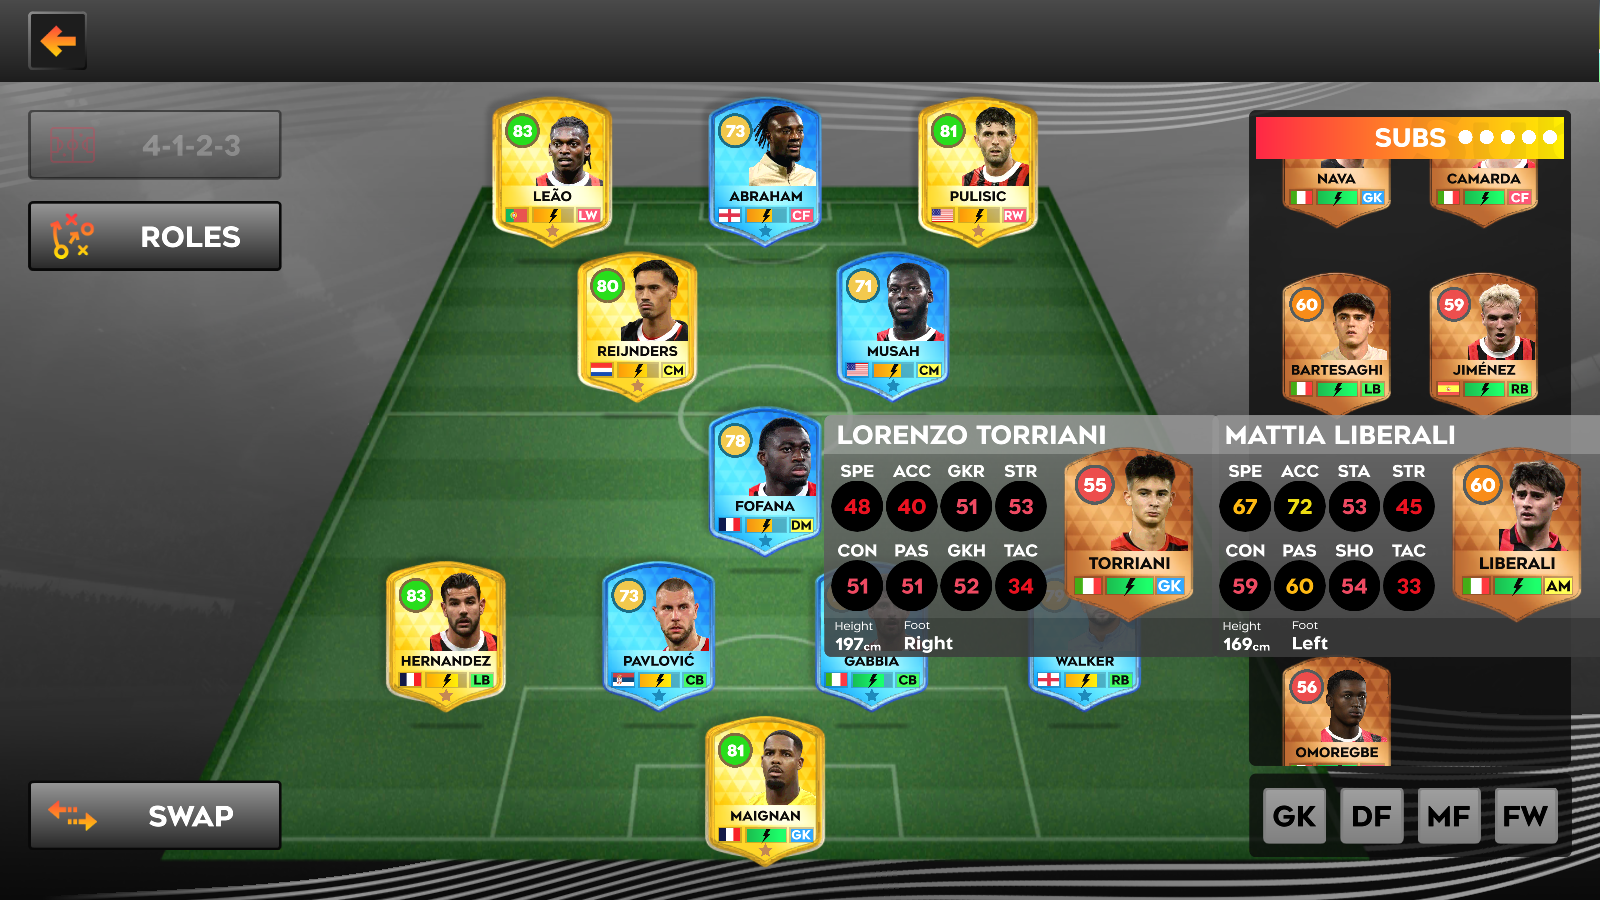 4-1-2-3
ROLES
83
LEÃO
LW
73
ABRAHAM
CF
81
PULISIC
RW
80
REIJNDERS
CM
71
MUSAH
CM
78
FOFANA
DM
83
HERNANDEZ
LB
73
PAVLOVIĆ
CB
GABBIA
CB
79
WALKER
RB
81
MAIGNAN
GK
SUBS
NAVA
GK
CAMARDA
CF
60
BARTESAGHI
LB
59
JIMÉNEZ
RB
LORENZO TORRIANI
SPE ACC GKR STR
48 40 51 53
CON PAS GKH TAC
51 51 52 34
Height Foot
197cm Right
55
TORRIANI
GK
MATTIA LIBERALI
SPE ACC STA STR
67 72 53 45
CON PAS SHO TAC
59 60 54 33
Height Foot
169cm Left
60
LIBERALI
AM
56
OMOREGBE
SWAP
GK DF MF FW